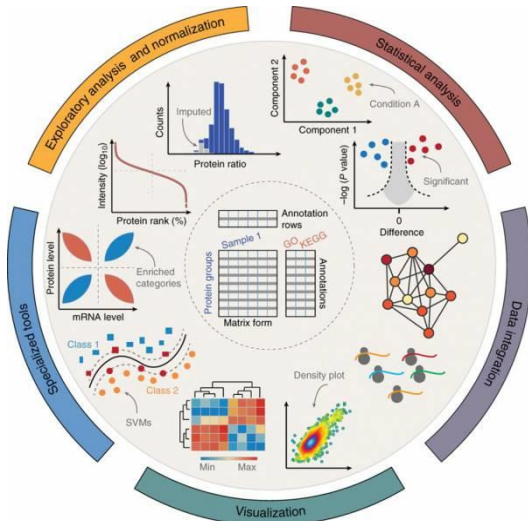 Exploratory analysis and normalization
Statistical analysis
Data integration
Visualization
Specialized tools
Counts
Imputed
Protein ratio
Component 2
Component 1
Condition A
Intensity (log10)
Protein rank (%)
–log (P value)
Significant
0
Difference
Annotation
rows
Sample 1
GO
KEGG
Protein groups
Annotations
Matrix form
Protein level
mRNA level
Enriched
categories
Class 1
Class 2
SVMs
Density plot
Min
Max